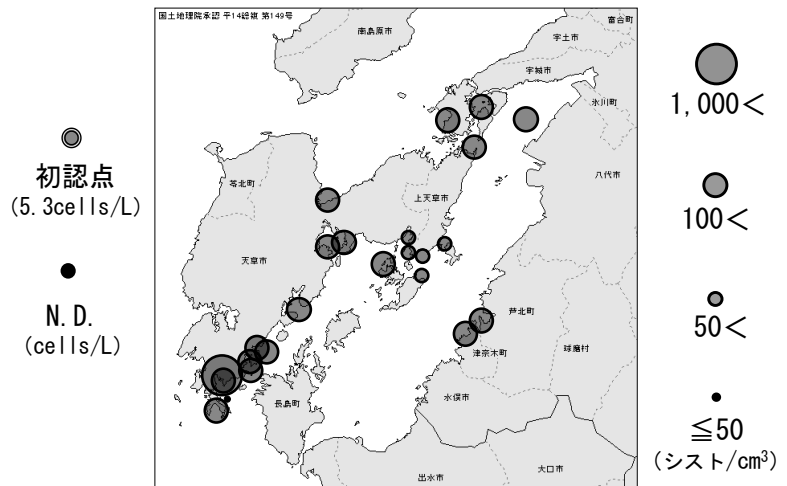 国土地理院承認 平14総複 第149号
富合町
南島原市
宇土市
宇城市
氷川町
八代市
苓北町
上天草市
天草市
芦北町
津奈木町
球磨村
水俣市
長島町
大口市
出水市
初認点
(5.3cells/L)
N.D.
(cells/L)
1,000<
100<
50<
≦50
(シスト/cm³)